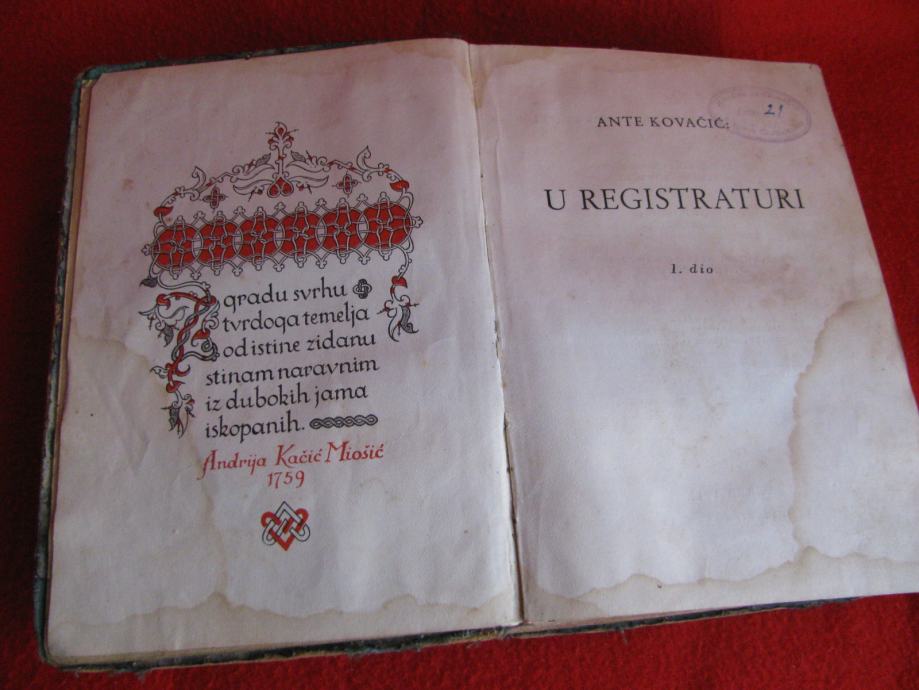 Zgradu svrhu
tvrdoga temelja
od istine zidanu
stinam naravnim
iz dubokih jama
iskopanih.
Andrija Kačić Miošić
1759
21
ANTE KOVAČIĆ:
U REGISTRATURI
I. dio